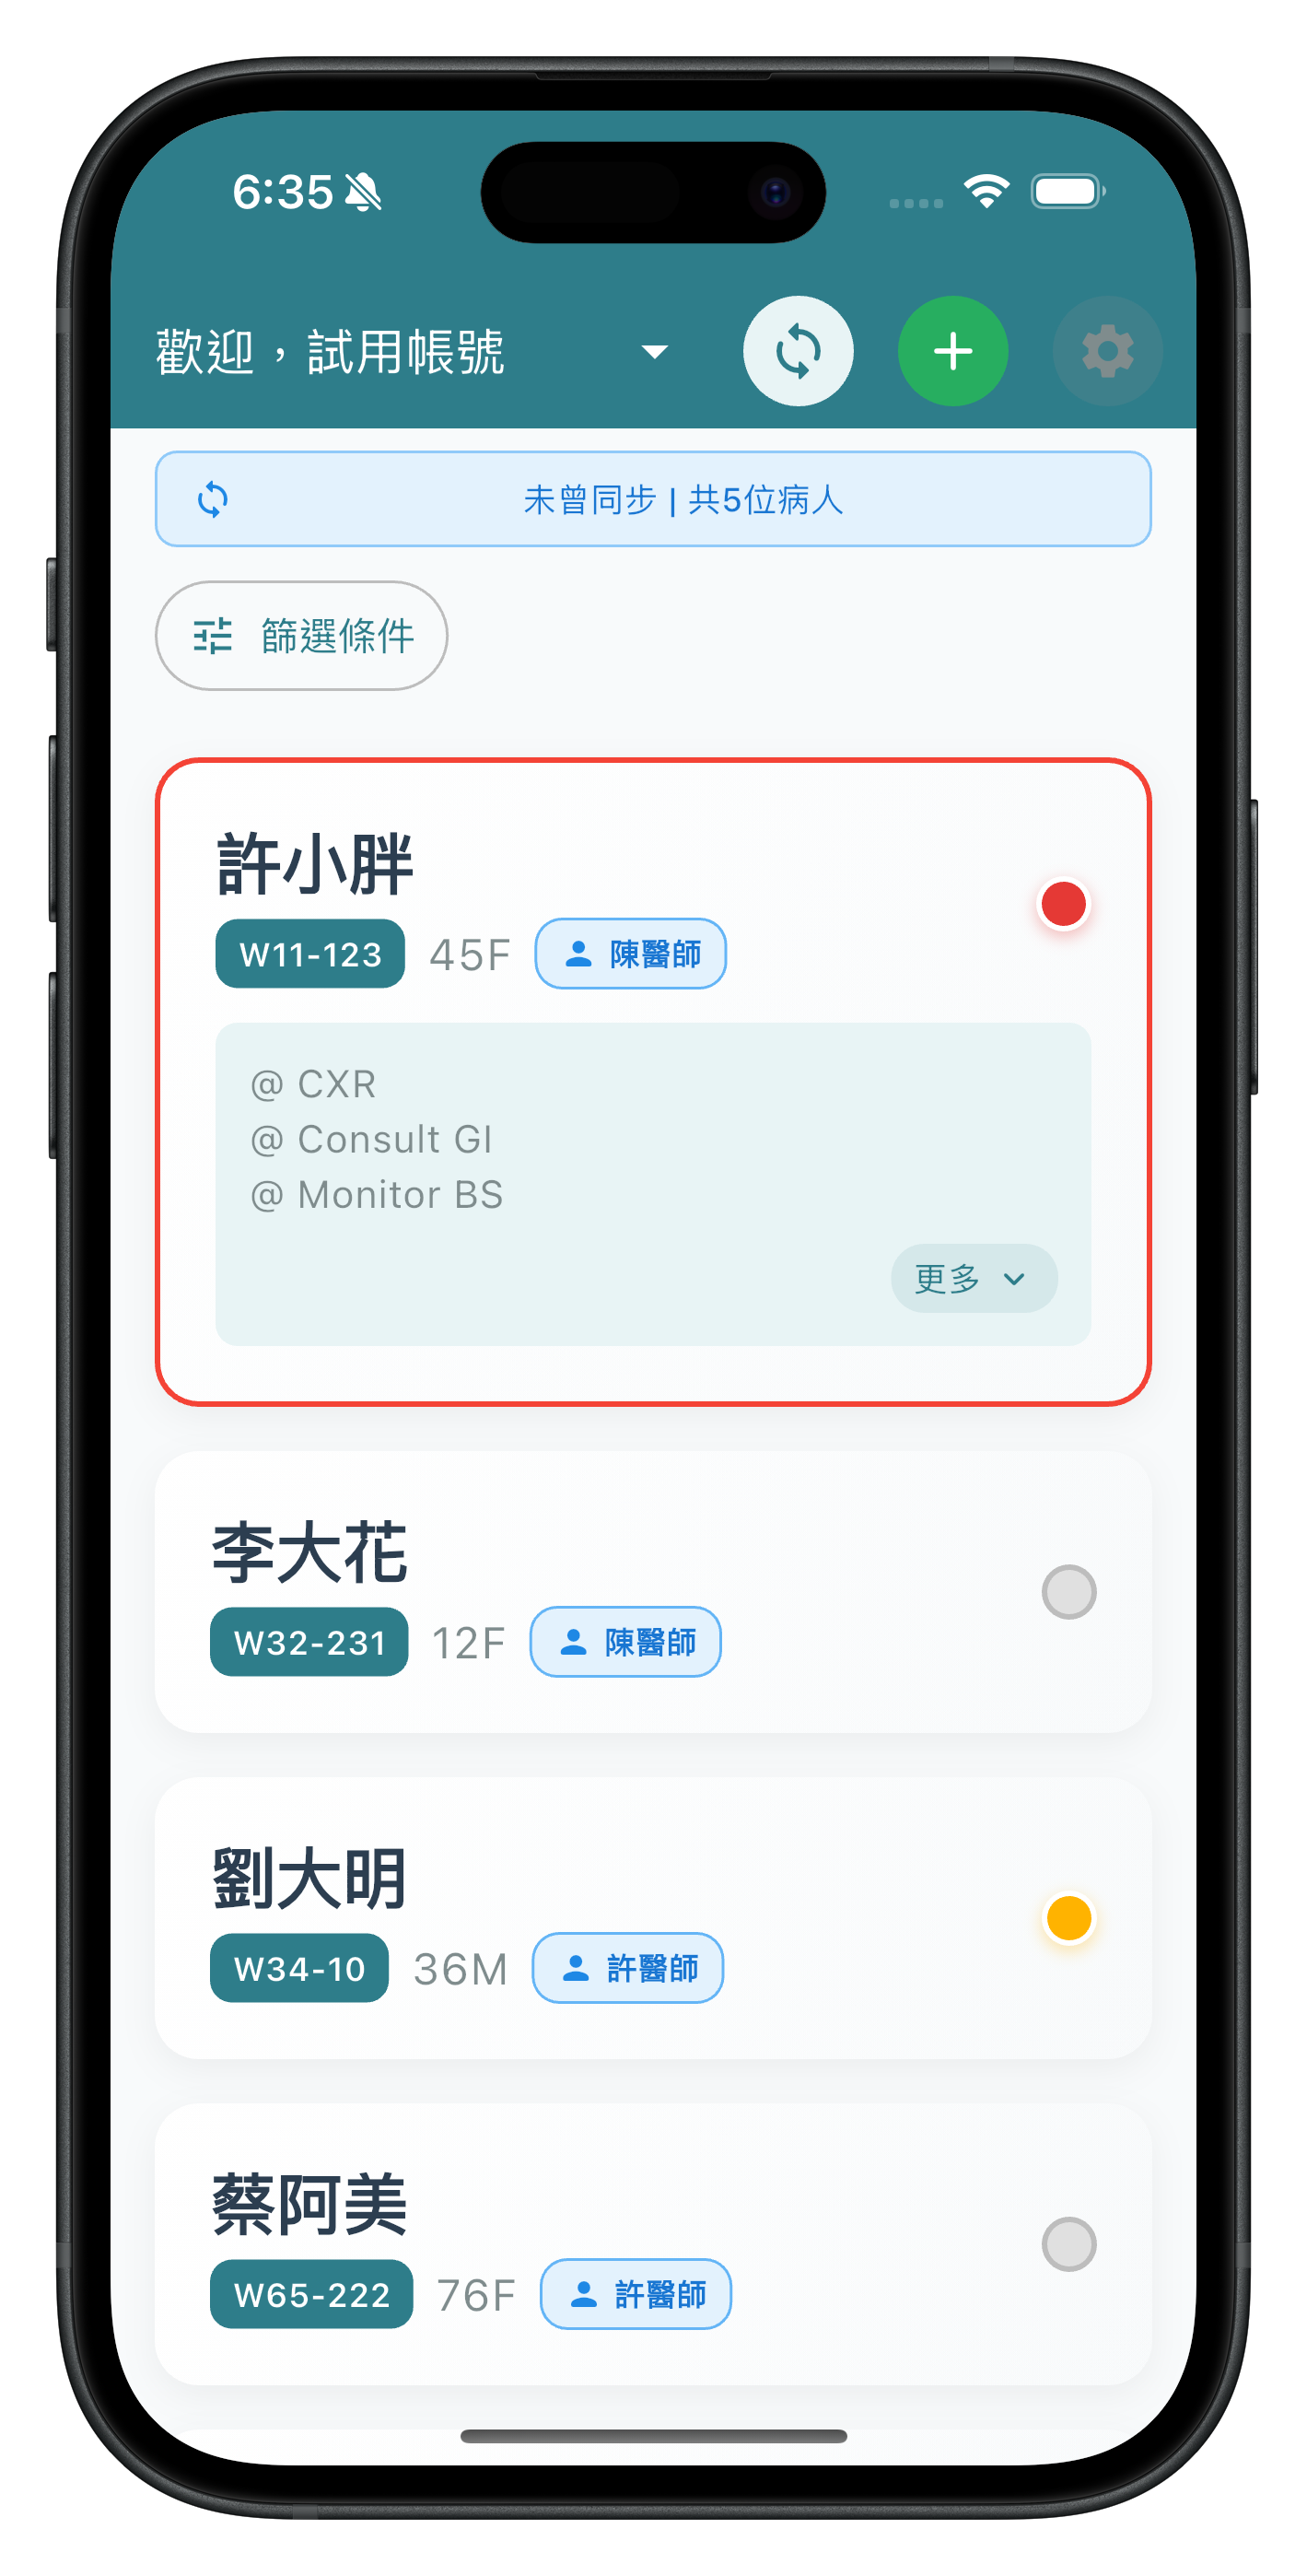 6:35
歡迎，試用帳號
未曾同步 | 共5位病人
篩選條件
許小胖
W11-123 45F 陳醫師
@ CXR
@ Consult GI
@ Monitor BS
更多
李大花
W32-231 12F 陳醫師
劉大明
W34-10 36M 許醫師
蔡阿美
W65-222 76F 許醫師